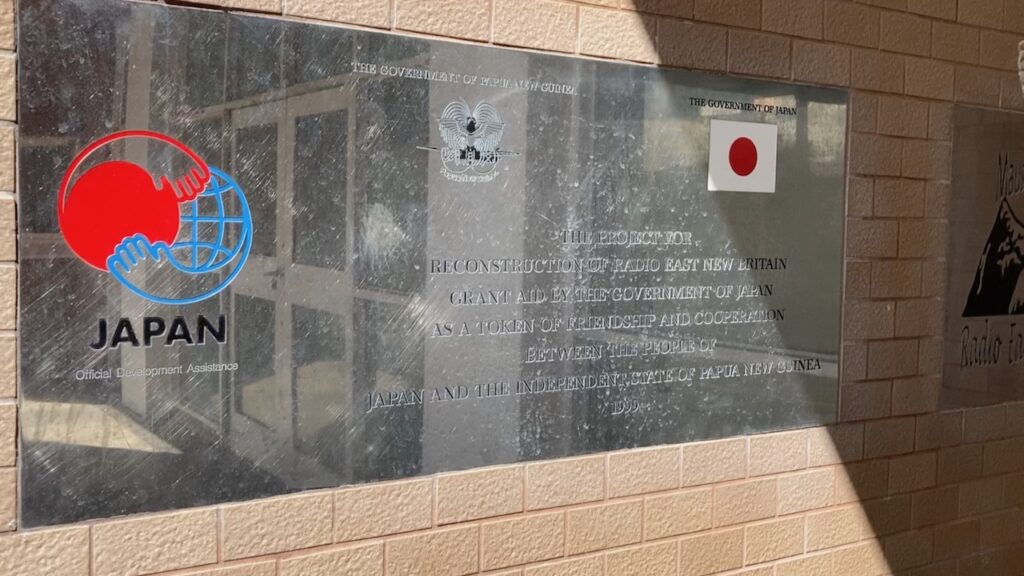 THE GOVERNMENT OF PAPUA NEW GUINEA
THE GOVERNMENT OF JAPAN
THE PROJECT FOR
RECONSTRUCTION OF RADIO EAST NEW BRITAIN
GRANT AID BY THE GOVERNMENT OF JAPAN
AS A TOKEN OF FRIENDSHIP AND COOPERATION
BETWEEN THE PEOPLE OF
JAPAN AND THE INDEPENDENT STATE OF PAPUA NEW GUINEA
1999
JAPAN
Official Development Assistance
Radio